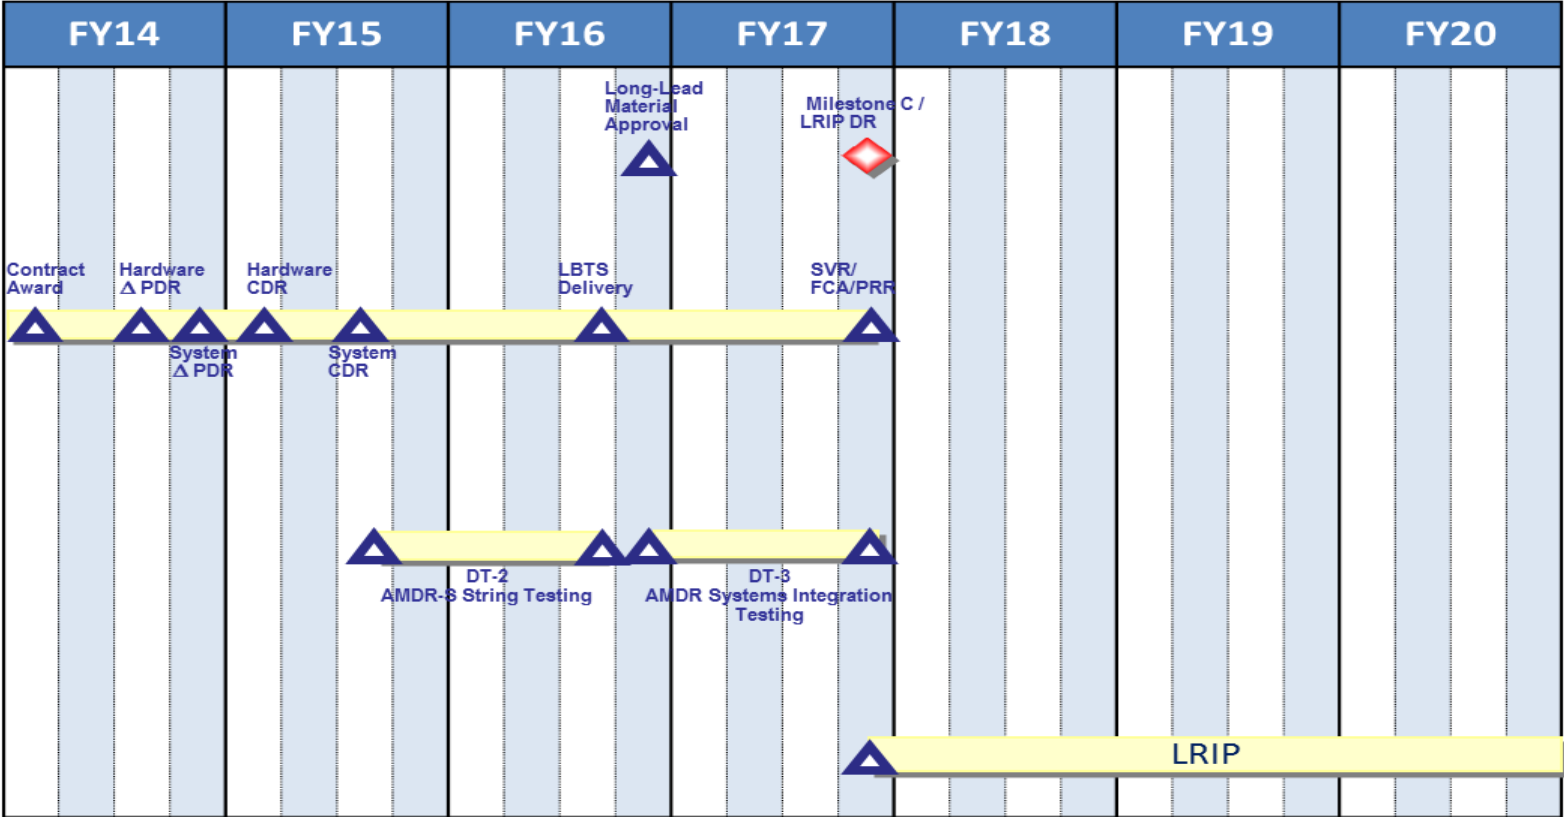 FY14 FY15 FY16 FY17 FY18 FY19 FY20
Long-Lead
Material
Approval
Milestone C /
LRIP DR
Contract
Award
Hardware
Δ PDR
Hardware
CDR
LBTS
Delivery
SVR/
FCA/PRR
System
Δ PDR
System
CDR
DT-2
AMDR-S String Testing
DT-3
AMDR Systems Integration
Testing
LRIP